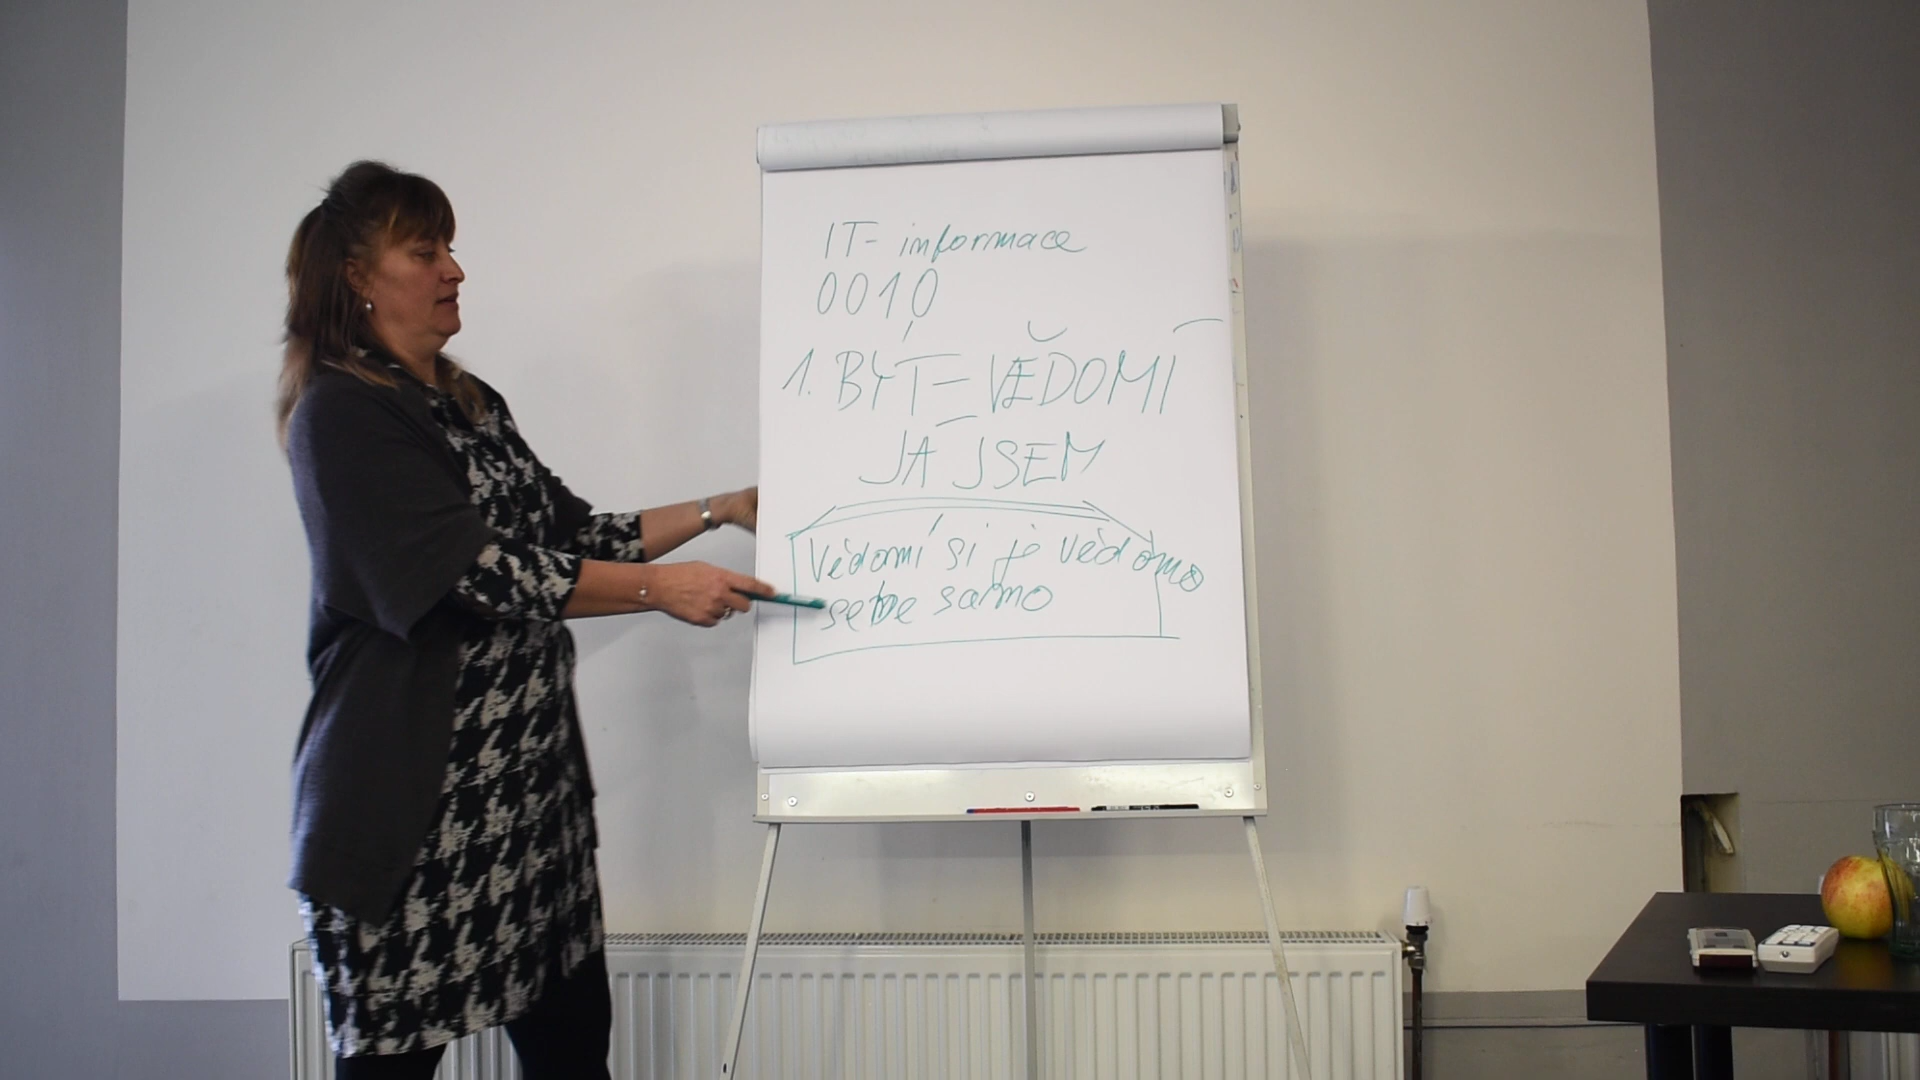 IT- informace
0010
1. BÝT - VĚDOMÍ
JÁ JSEM
Vědomí si je vědomo
sebe samo